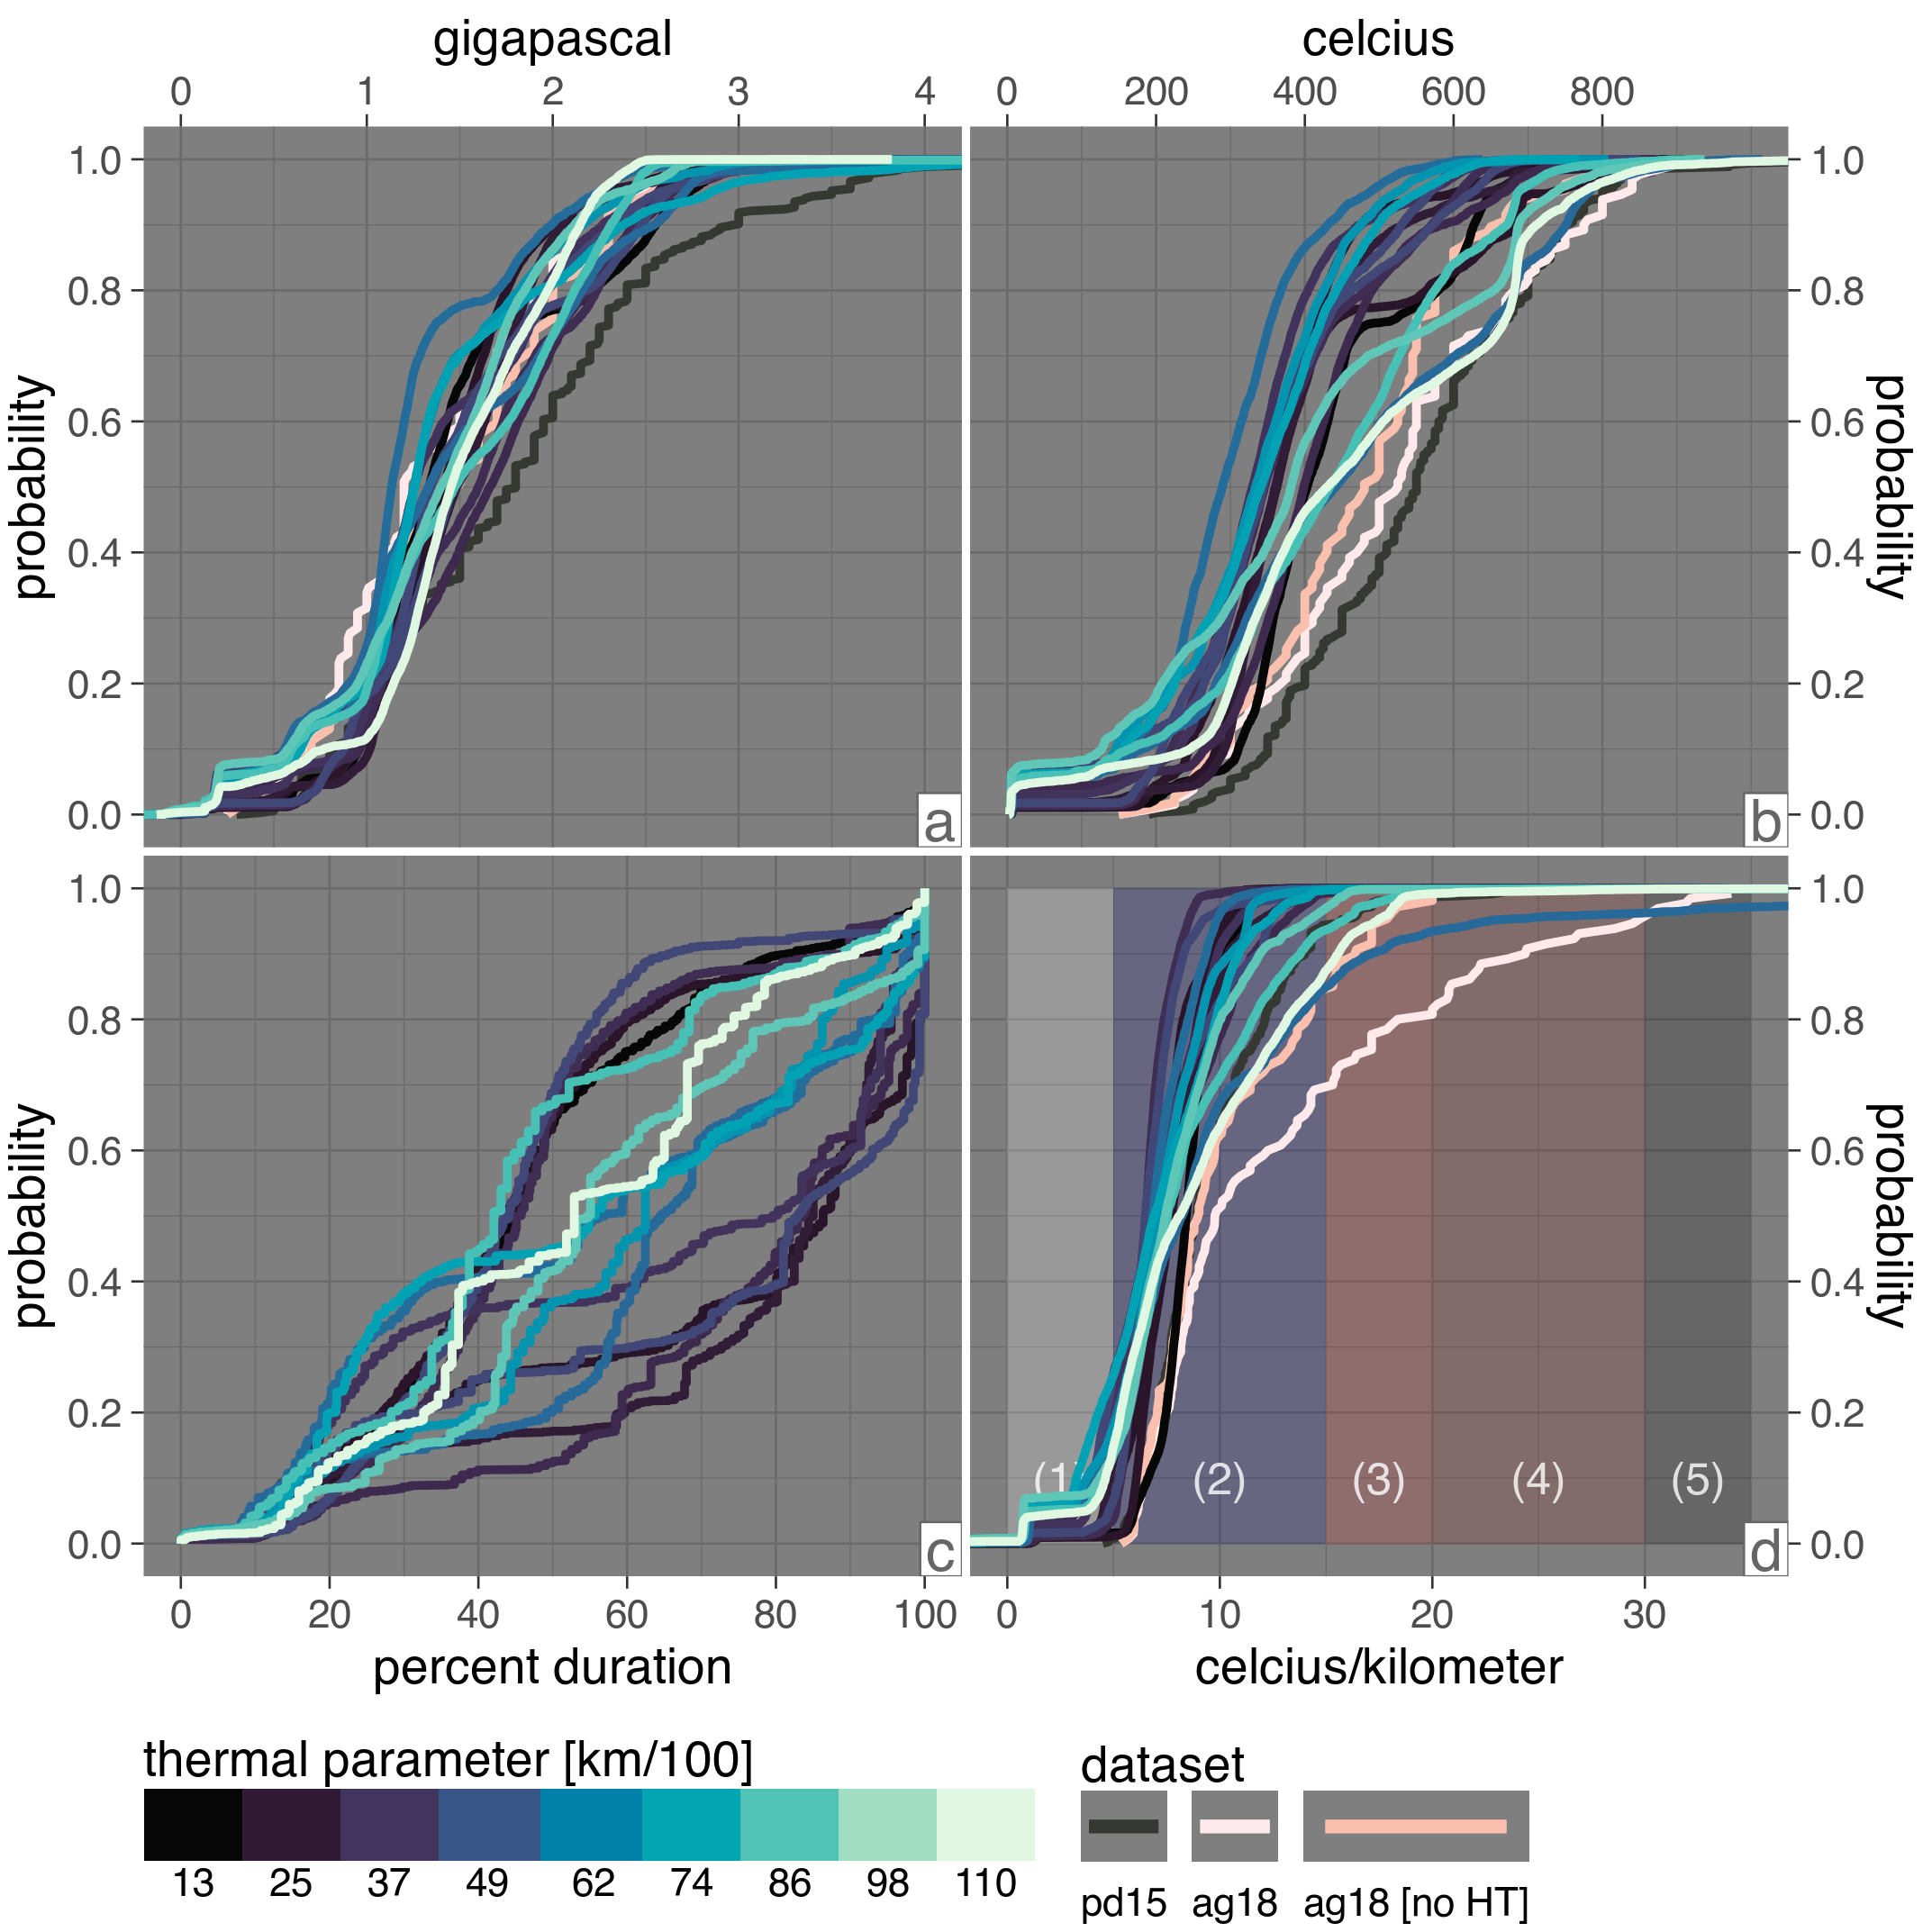 gigapascal
celcius
0 1 2 3 4
0 200 400 600 800
1.0
0.8
0.6
0.4
0.2
0.0
probability
a
1.0
0.8
0.6
0.4
0.2
0.0
probability
b
1.0
0.8
0.6
0.4
0.2
0.0
probability
c
(1)
(2)
(3)
(4)
(5)
1.0
0.8
0.6
0.4
0.2
0.0
probability
d
0 20 40 60 80 100
0 10 20 30
percent duration
celcius/kilometer
thermal parameter [km/100]
13 25 37 49 62 74 86 98 110
dataset
pd15 ag18 ag18 [no HT]